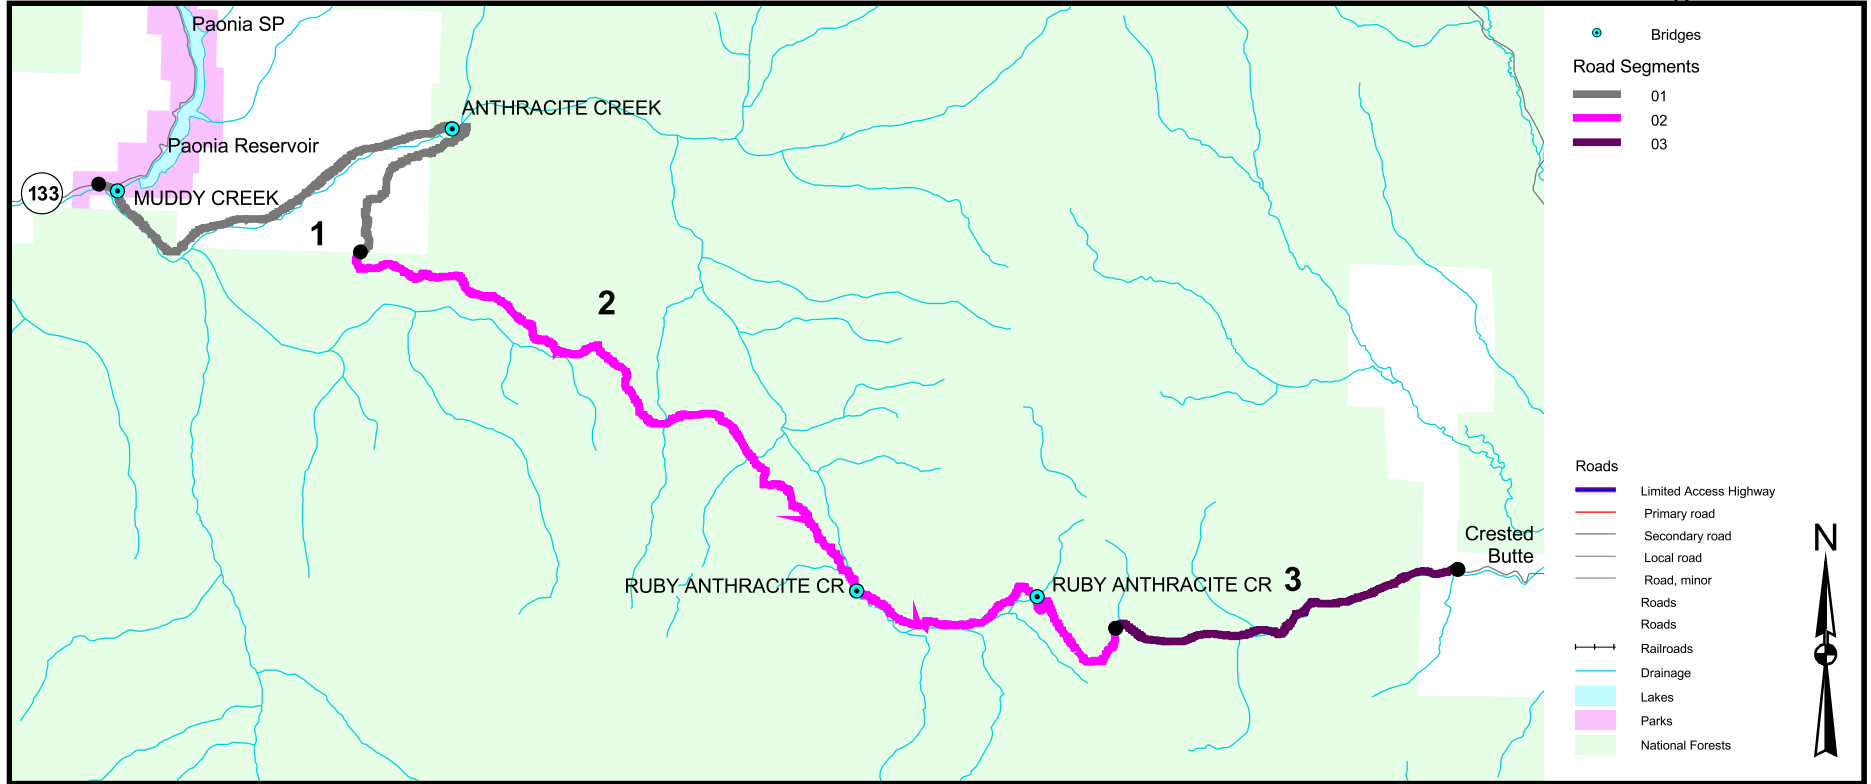 Paonia SP
ANTHRACITE CREEK
Paonia Reservoir
133
MUDDY CREEK
1
2
RUBY ANTHRACITE CR
RUBY ANTHRACITE CR
3
Crested
Butte
Bridges
Road Segments
01
02
03
Roads
Limited Access Highway
Primary road
Secondary road
Local road
Road, minor
Roads
Roads
Railroads
Drainage
Lakes
Parks
National Forests
N